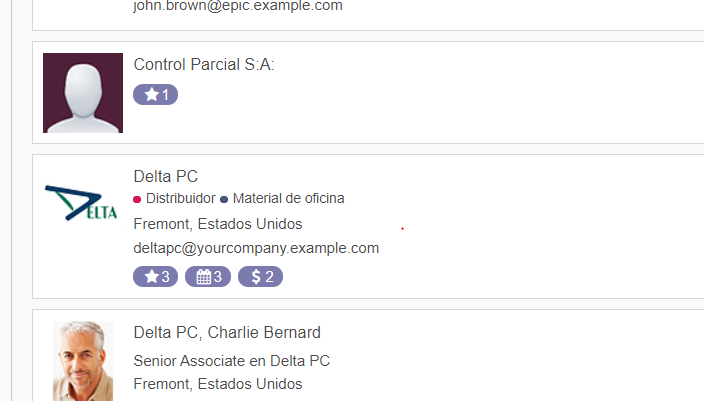 john.brown@epic.example.com
Control Parcial S:A:
1
Delta PC
Distribuidor Material de oficina
DELTA
Fremont, Estados Unidos
deltapc@yourcompany.example.com
3 3 $ 2
Delta PC, Charlie Bernard
Senior Associate en Delta PC
Fremont, Estados Unidos